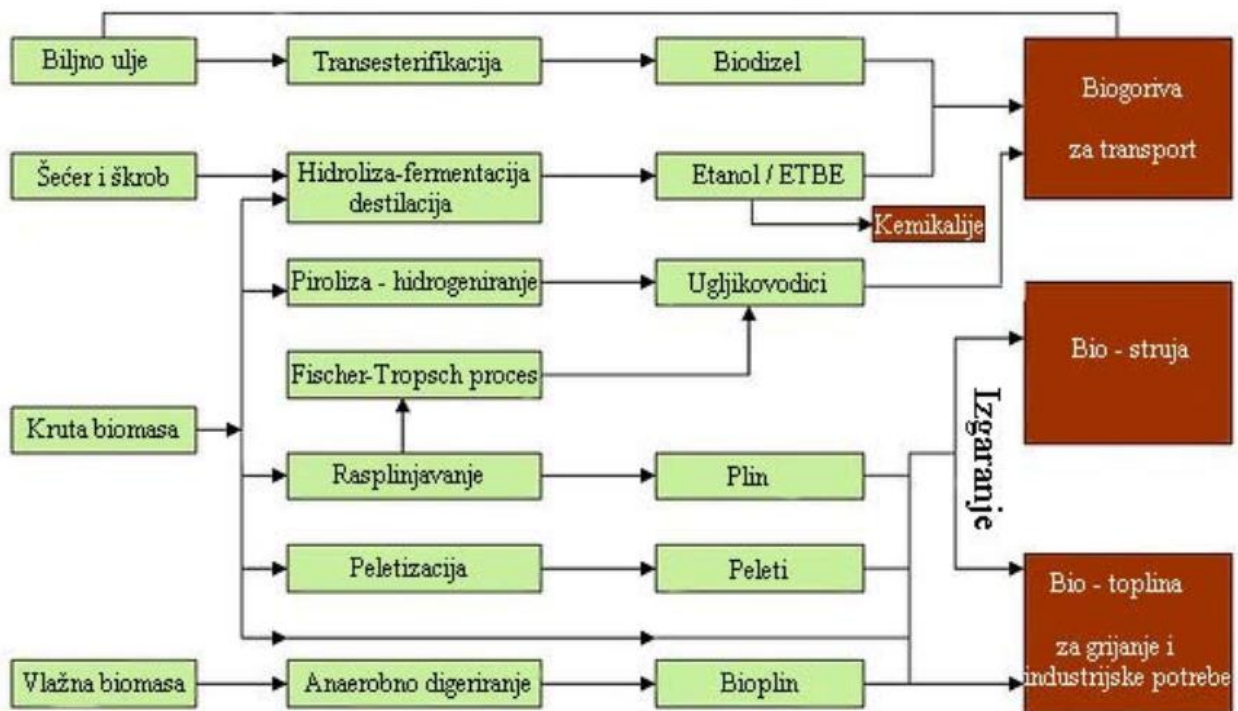 Biljno ulje
Transesterifikacija
Biodizel
Biogoriva
za transport
Šećer i škrob
Hidroliza-fermentacija
destilacija
Etanol / ETBE
Kemikalije
Piroliza - hidrogeniranje
Ugljikovodici
Bio - struja
Fischer-Tropsch proces
Izgaranje
Kruta biomasa
Rasplinjavanje
Plin
Peletizacija
Peleti
Bio - toplina
za grijanje i
industrijske potrebe
Vlažna biomasa
Anaerobno digeriranje
Bioplin